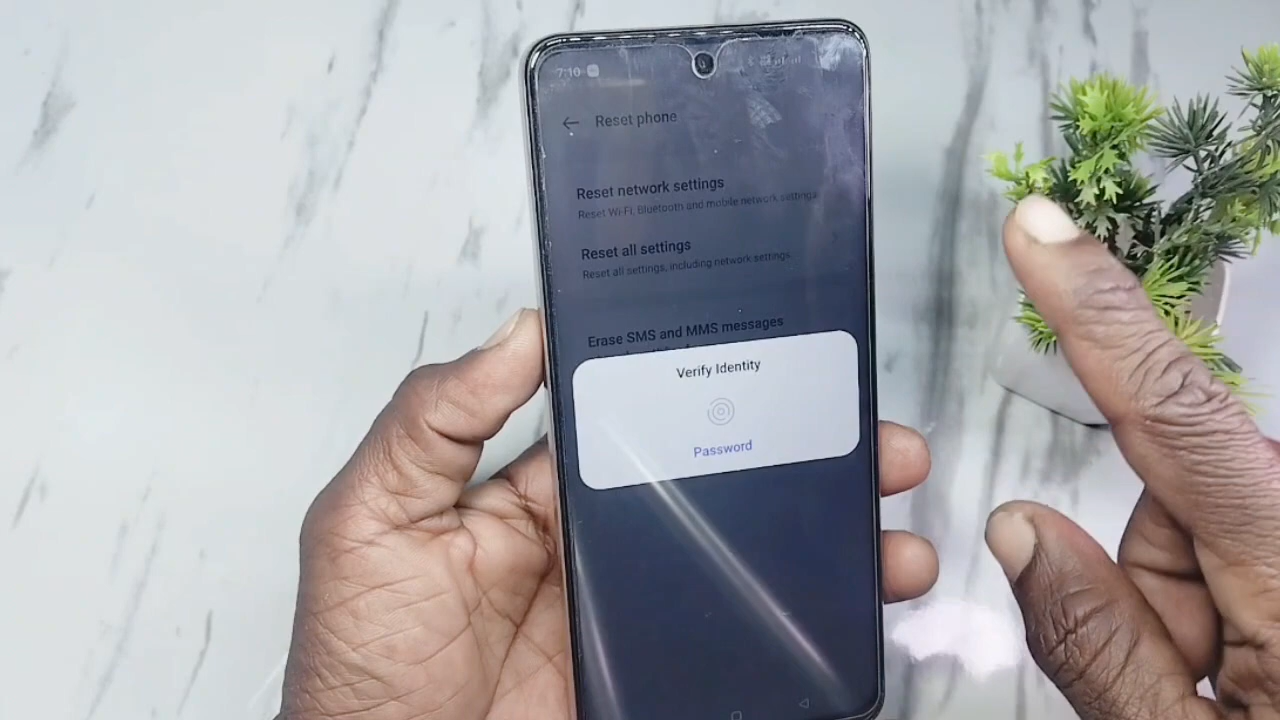 7:10
Reset phone
Reset network settings
Reset Wi-Fi, Bluetooth and mobile network settings
Reset all settings
Reset all settings, including network settings.
Erase SMS and MMS messages
Verify Identity
Password